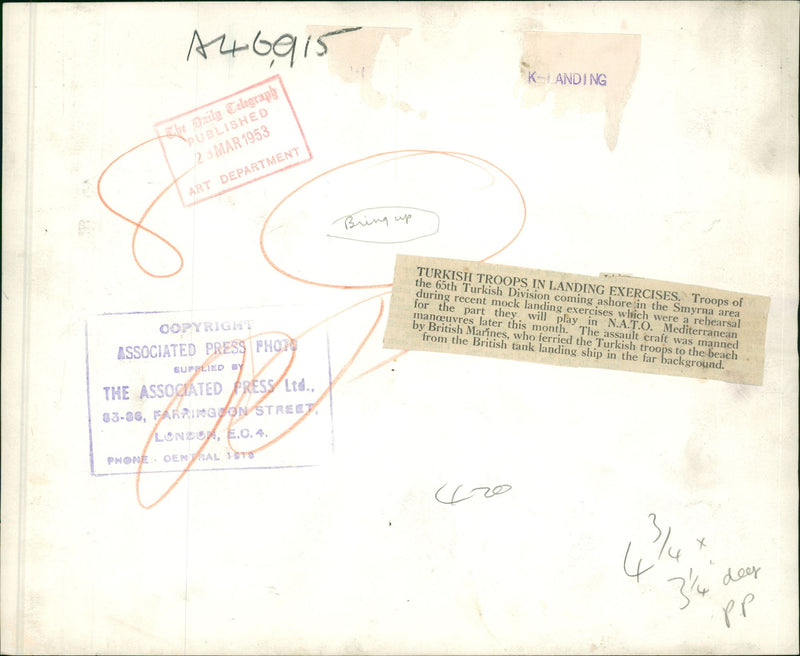 A46915
K-LANDING
The Daily Telegraph
PUBLISHED
MAR 1953
ART DEPARTMENT
8
Bring up
TURKISH TROOPS IN LANDING EXERCISES. Troops of
the 65th Turkish Division coming ashore in the Smyrna area
during recent mock landing exercises which were a rehearsal
for the part they will play in N.A.T.O. Mediterranean
manœuvres later this month. The assault craft was manned
by British Marines, who ferried the Turkish troops to the beach
from the British tank landing ship in the far background.
COPYRIGHT
ASSOCIATED PRESS PHOTO
SUPPLIED BY
THE ASSOCIATED PRESS Ltd.,
83-86, FARRINGDON STREET,
LONDON, E.C.4.
PHONE - CENTRAL 1515
4-20
4 3/4 x
3 1/4 deep
PP